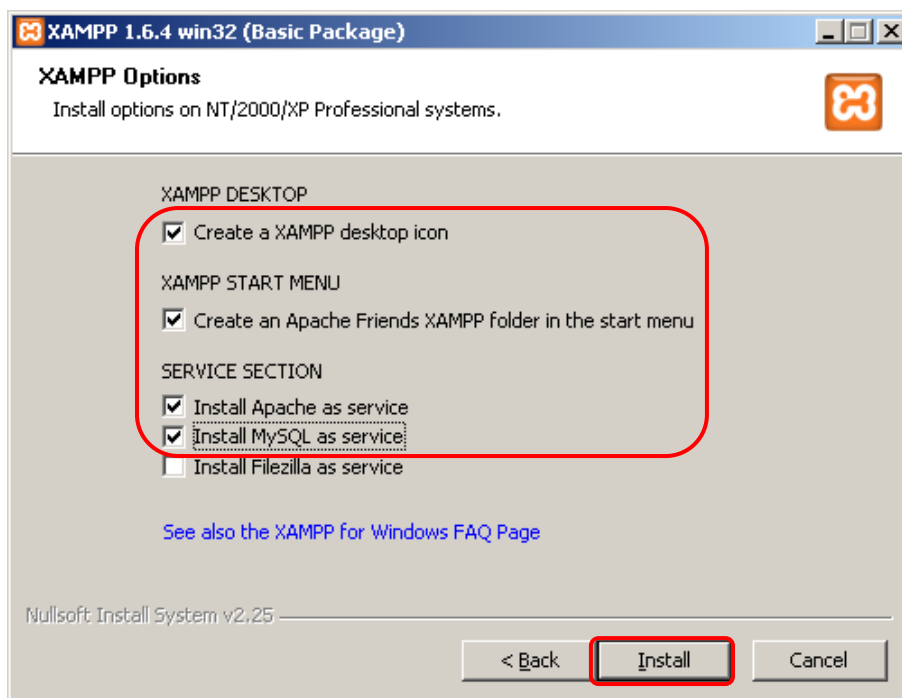 XAMPP 1.6.4 win32 (Basic Package)
XAMPP Options
Install options on NT/2000/XP Professional systems.
XAMPP DESKTOP
Create a XAMPP desktop icon
XAMPP START MENU
Create an Apache Friends XAMPP folder in the start menu
SERVICE SECTION
Install Apache as service
Install MySQL as service
Install Filezilla as service
See also the XAMPP for Windows FAQ Page
Nullsoft Install System v2.25
< Back Install Cancel